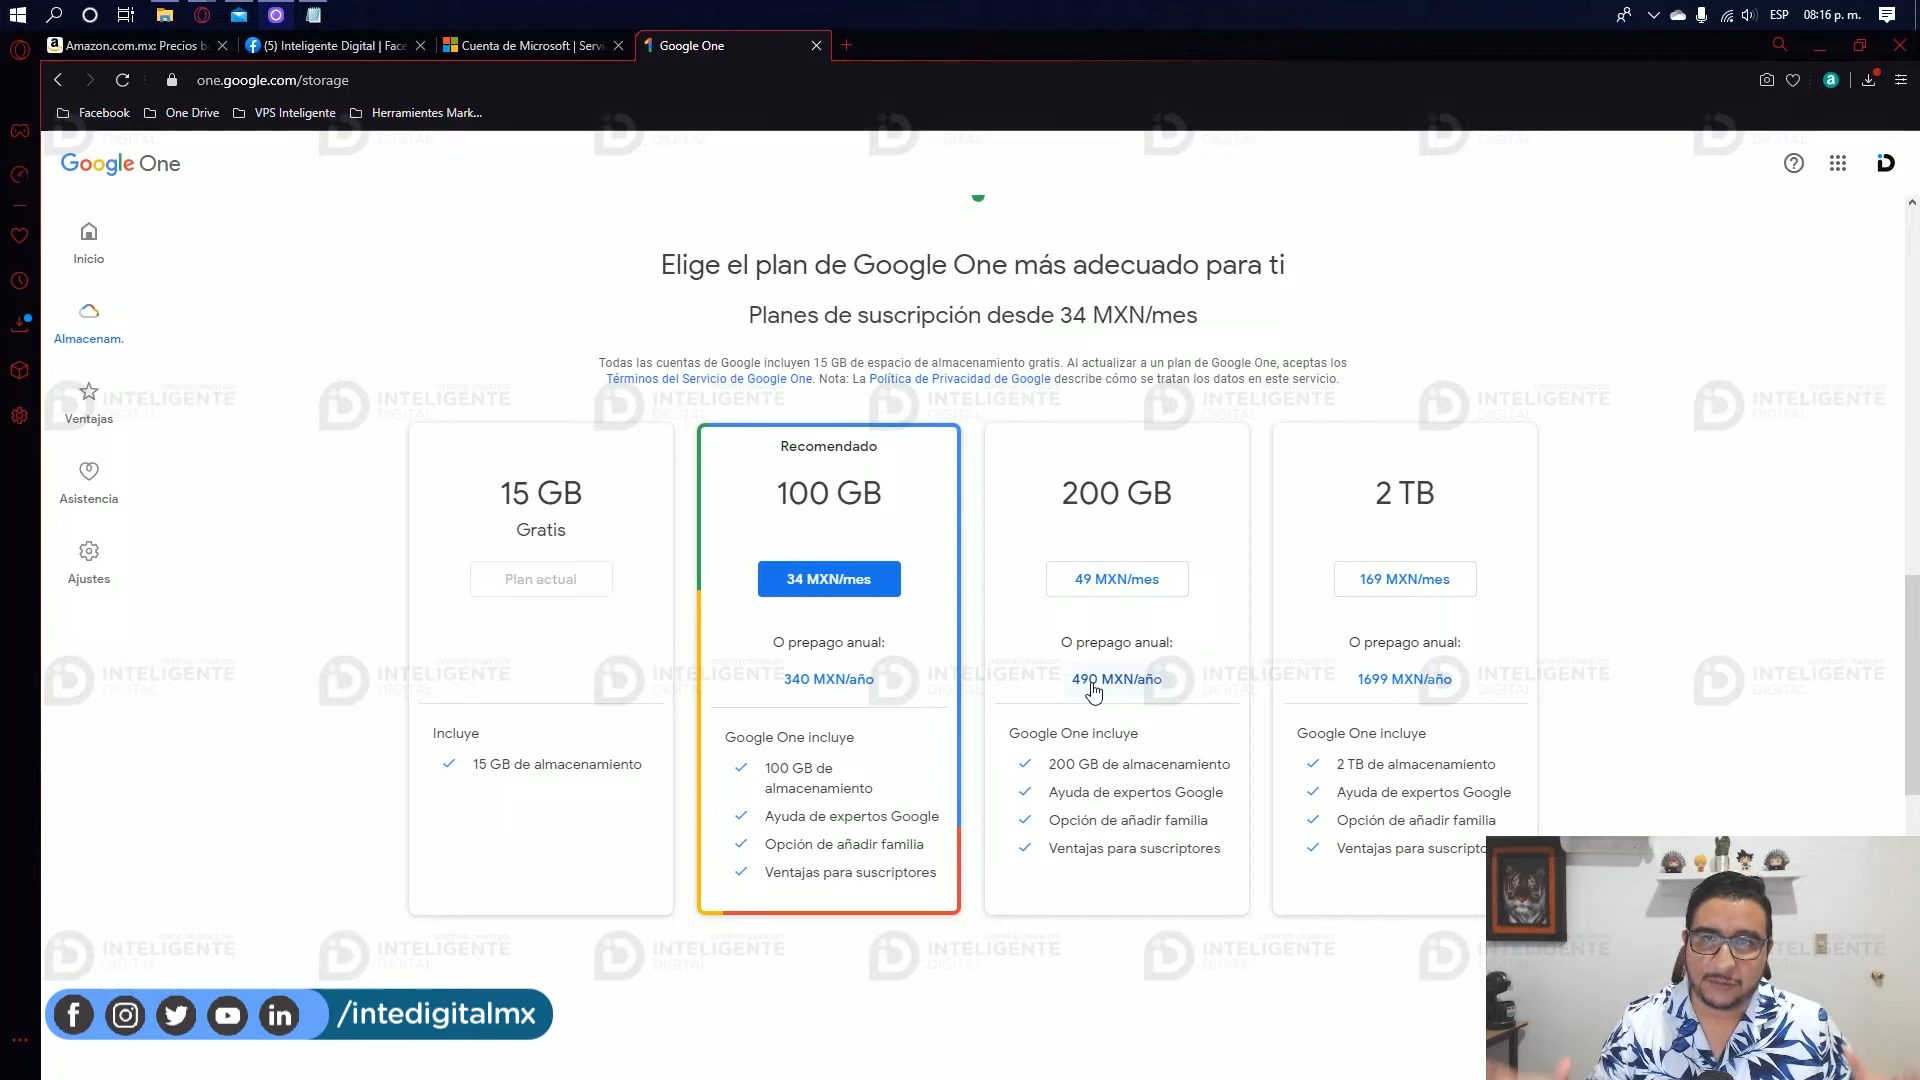 ESP
08:16 p. m.
Amazon.com.mx: Precios b
(5) Inteligente Digital | Face
Cuenta de Microsoft | Servi
Google One
one.google.com/storage
Facebook
One Drive
VPS Inteligente
Herramientes Mark...
Google One
Inicio
Almacenam.
Ventajas
Asistencia
Ajustes
Elige el plan de Google One más adecuado para ti
Planes de suscripción desde 34 MXN/mes
Todas las cuentas de Google incluyen 15 GB de espacio de almacenamiento gratis. Al actualizar a un plan de Google One, aceptas los
Términos del Servicio de Google One. Nota: La Política de Privacidad de Google describe cómo se tratan los datos en este servicio.
15 GB
Gratis
Plan actual
Incluye
15 GB de almacenamiento
Recomendado
100 GB
34 MXN/mes
O prepago anual:
340 MXN/año
Google One incluye
100 GB de
almacenamiento
Ayuda de expertos Google
Opción de añadir familia
Ventajas para suscriptores
200 GB
49 MXN/mes
O prepago anual:
490 MXN/año
Google One incluye
200 GB de almacenamiento
Ayuda de expertos Google
Opción de añadir familia
Ventajas para suscriptores
2 TB
169 MXN/mes
O prepago anual:
1699 MXN/año
Google One incluye
2 TB de almacenamiento
Ayuda de expertos Google
Opción de añadir familia
Ventajas para suscripto
INTELIGENTE
DIGITAL
/intedigitalmx